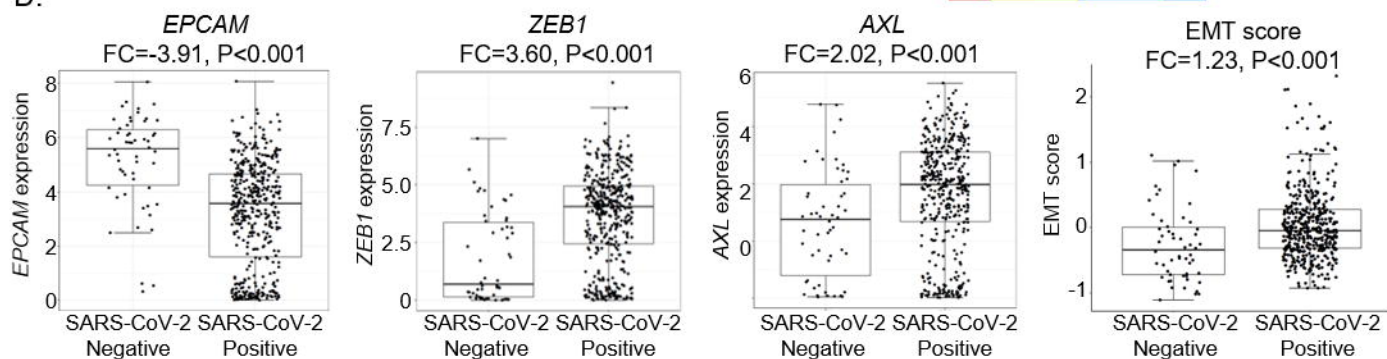 EPCAM
FC=-3.91, P<0.001
EPCAM expression
8
6
4
2
0
SARS-CoV-2 SARS-CoV-2
Negative Positive
ZEB1
FC=3.60, P<0.001
ZEB1 expression
7.5
5.0
2.5
0
SARS-CoV-2 SARS-CoV-2
Negative Positive
AXL
FC=2.02, P<0.001
AXL expression
6
4
2
0
SARS-CoV-2 SARS-CoV-2
Negative Positive
EMT score
FC=1.23, P<0.001
EMT score
2
1
0
-1
SARS-CoV-2 SARS-CoV-2
Negative Positive